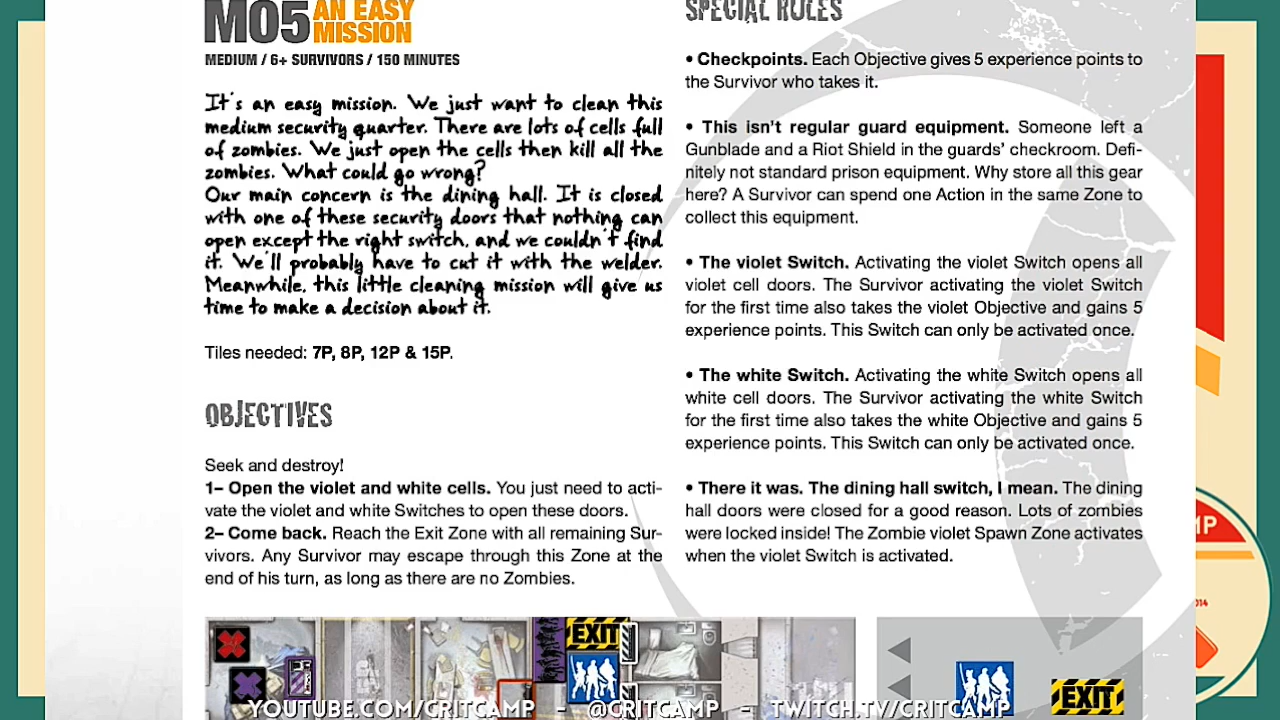 M05 AN EASY MISSION
MEDIUM / 6+ SURVIVORS / 150 MINUTES
It's an easy mission. We just want to clean this
medium security quarter. There are lots of cells full
of zombies. We just open the cells then kill all the
zombies. What could go wrong?
Our main concern is the dining hall. It is closed
with one of these security doors that nothing can
open except the right switch, and we couldn't find
it. We'll probably have to cut it with the welder.
Meanwhile, this little cleaning mission will give us
time to make a decision about it.
Tiles needed: 7P, 8P, 12P & 15P.
OBJECTIVES
Seek and destroy!
1– Open the violet and white cells. You just need to acti-
vate the violet and white Switches to open these doors.
2– Come back. Reach the Exit Zone with all remaining Sur-
vivors. Any Survivor may escape through this Zone at the
end of his turn, as long as there are no Zombies.
SPECIAL RULES
• Checkpoints. Each Objective gives 5 experience points to
the Survivor who takes it.
• This isn't regular guard equipment. Someone left a
Gunblade and a Riot Shield in the guards' checkroom. Defi-
nitely not standard prison equipment. Why store all this gear
here? A Survivor can spend one Action in the same Zone to
collect this equipment.
• The violet Switch. Activating the violet Switch opens all
violet cell doors. The Survivor activating the violet Switch
for the first time also takes the violet Objective and gains 5
experience points. This Switch can only be activated once.
• The white Switch. Activating the white Switch opens all
white cell doors. The Survivor activating the white Switch
for the first time also takes the white Objective and gains 5
experience points. This Switch can only be activated once.
• There it was. The dining hall switch, I mean. The dining
hall doors were closed for a good reason. Lots of zombies
were locked inside! The Zombie violet Spawn Zone activates
when the violet Switch is activated.
EXIT
EXIT
MP
2014
YOUTUBE.COM/CRITCAMP - @CRITCAMP - TWITCH.TV/CRITCAMP